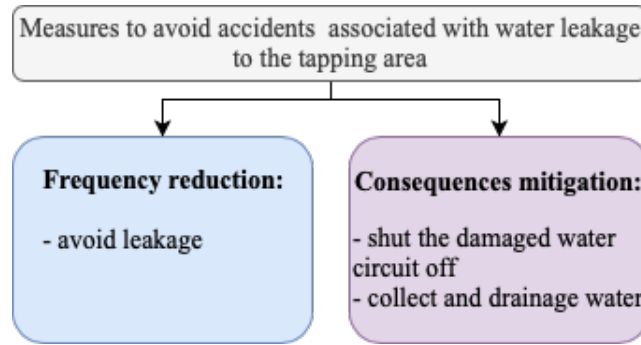 Measures to avoid accidents associated with water leakage
to the tapping area
Frequency reduction:
- avoid leakage
Consequences mitigation:
- shut the damaged water
circuit off
- collect and drainage water